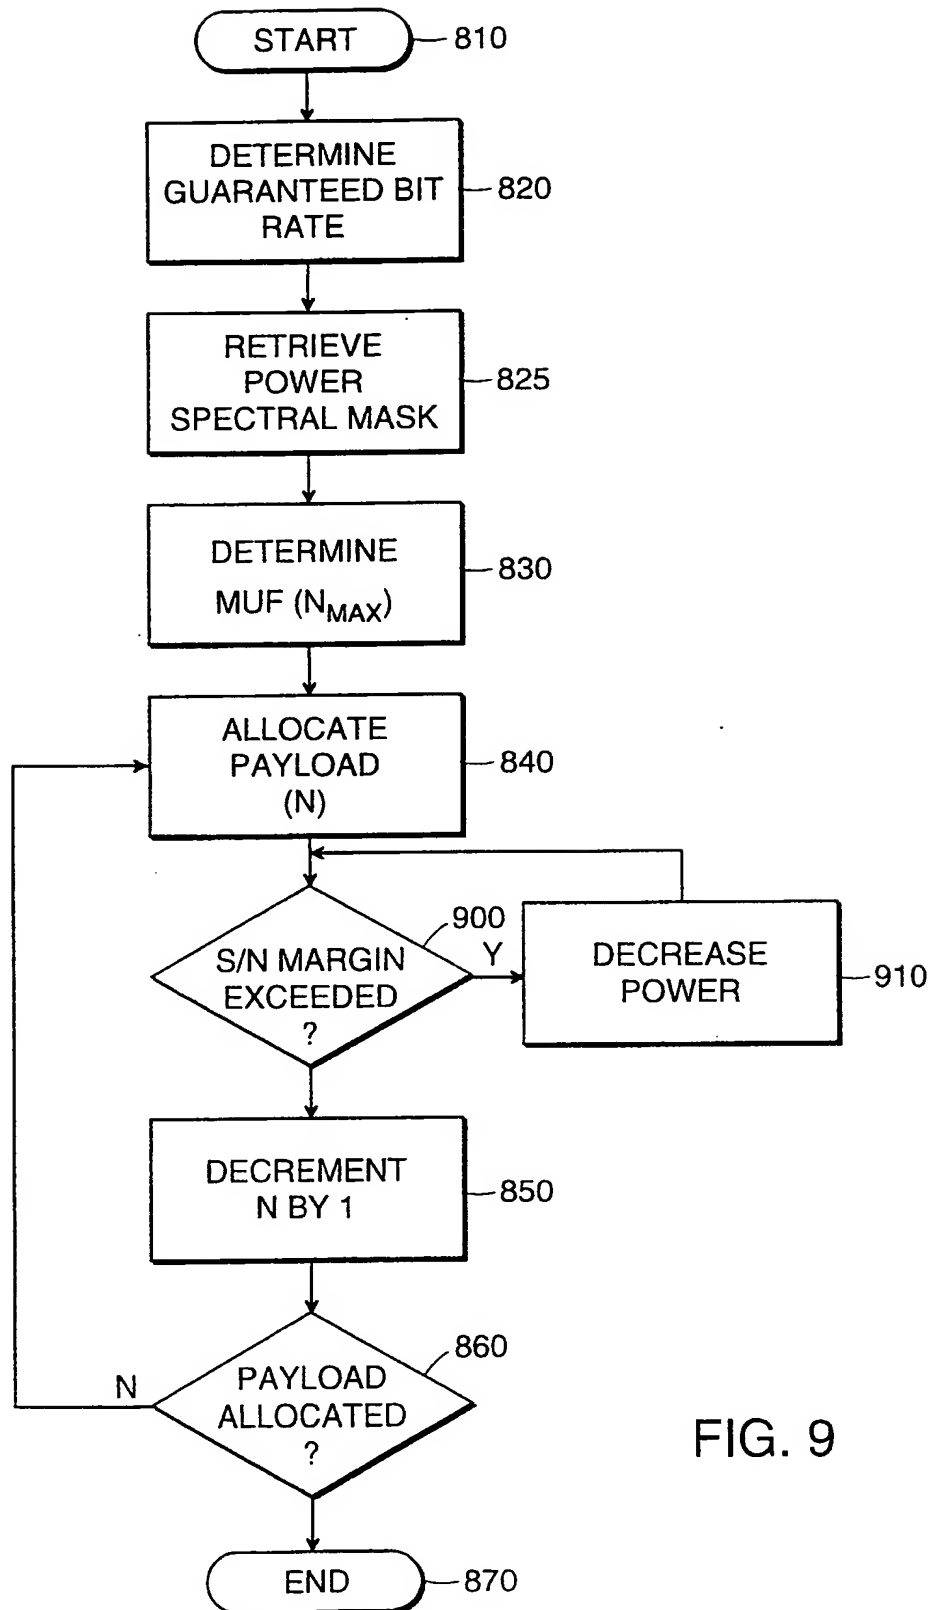 START
810
DETERMINE
GUARANTEED BIT
RATE
820
RETRIEVE
POWER
SPECTRAL MASK
825
DETERMINE
MUF (NMAX)
830
ALLOCATE
PAYLOAD
(N)
840
S/N MARGIN
EXCEEDED
?
900
Y
DECREASE
POWER
910
DECREMENT
N BY 1
850
PAYLOAD
ALLOCATED
?
860
N
FIG. 9
END
870